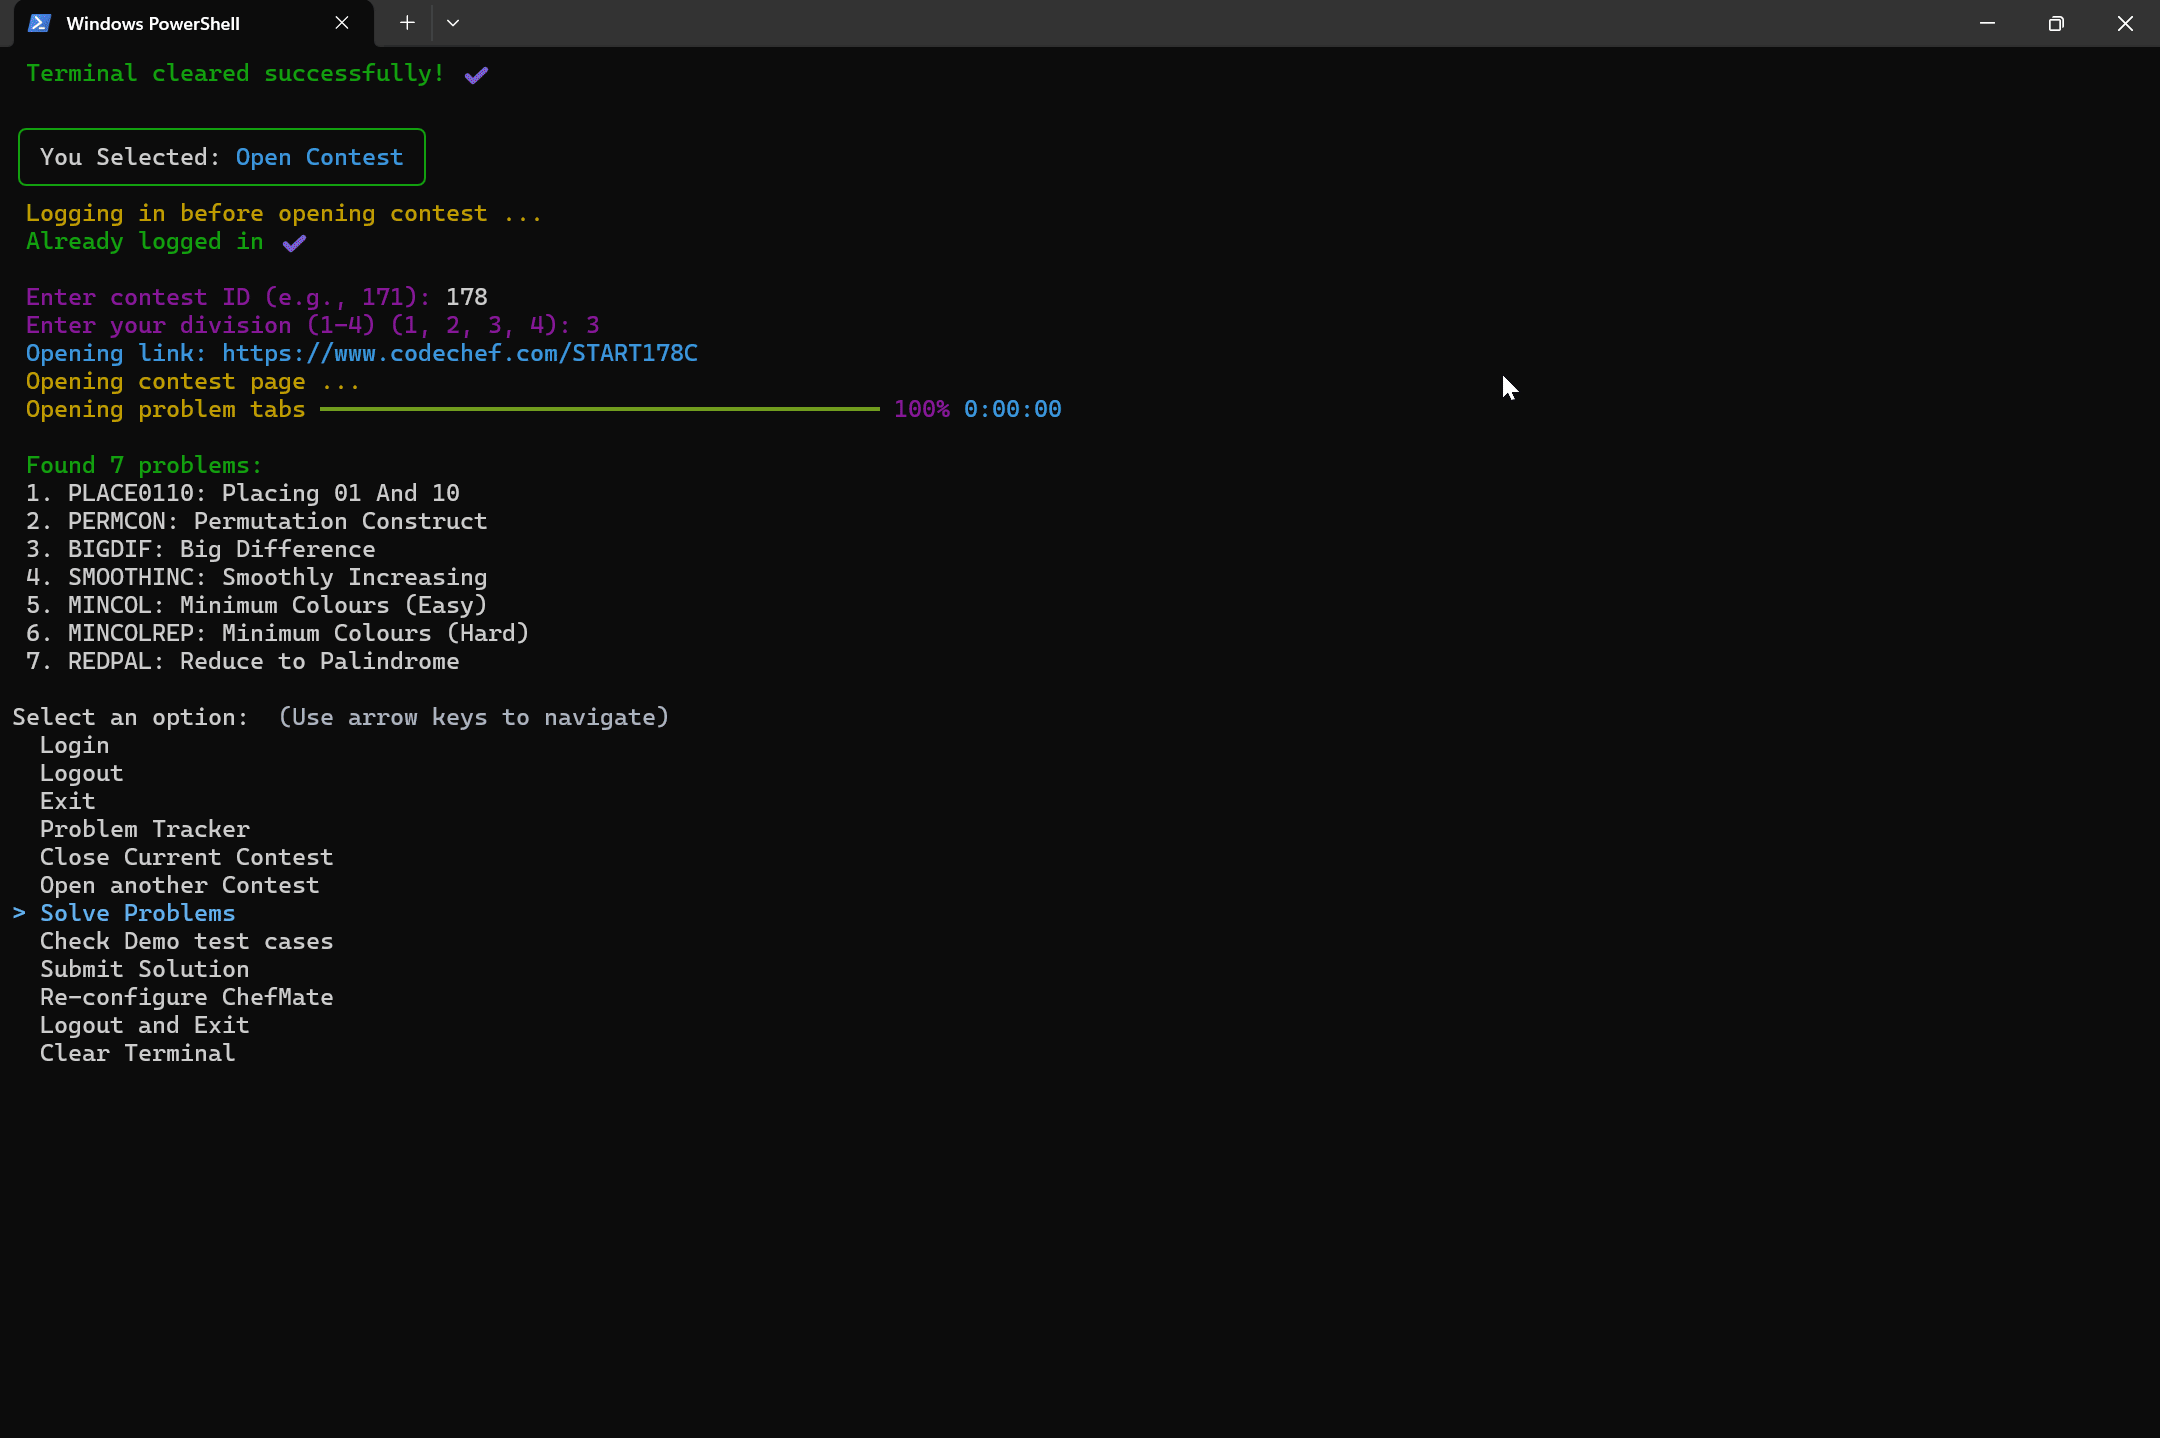 Windows PowerShell
Terminal cleared successfully! ✔
You Selected: Open Contest
Logging in before opening contest ...
Already logged in ✔
Enter contest ID (e.g., 171): 178
Enter your division (1-4) (1, 2, 3, 4): 3
Opening link: https://www.codechef.com/START178C
Opening contest page ...
Opening problem tabs 100% 0:00:00
Found 7 problems:
1. PLACE0110: Placing 01 And 10
2. PERMCON: Permutation Construct
3. BIGDIF: Big Difference
4. SMOOTHINC: Smoothly Increasing
5. MINCOL: Minimum Colours (Easy)
6. MINCOLREP: Minimum Colours (Hard)
7. REDPAL: Reduce to Palindrome
Select an option:  (Use arrow keys to navigate)
Login
Logout
Exit
Problem Tracker
Close Current Contest
Open another Contest
> Solve Problems
Check Demo test cases
Submit Solution
Re-configure ChefMate
Logout and Exit
Clear Terminal